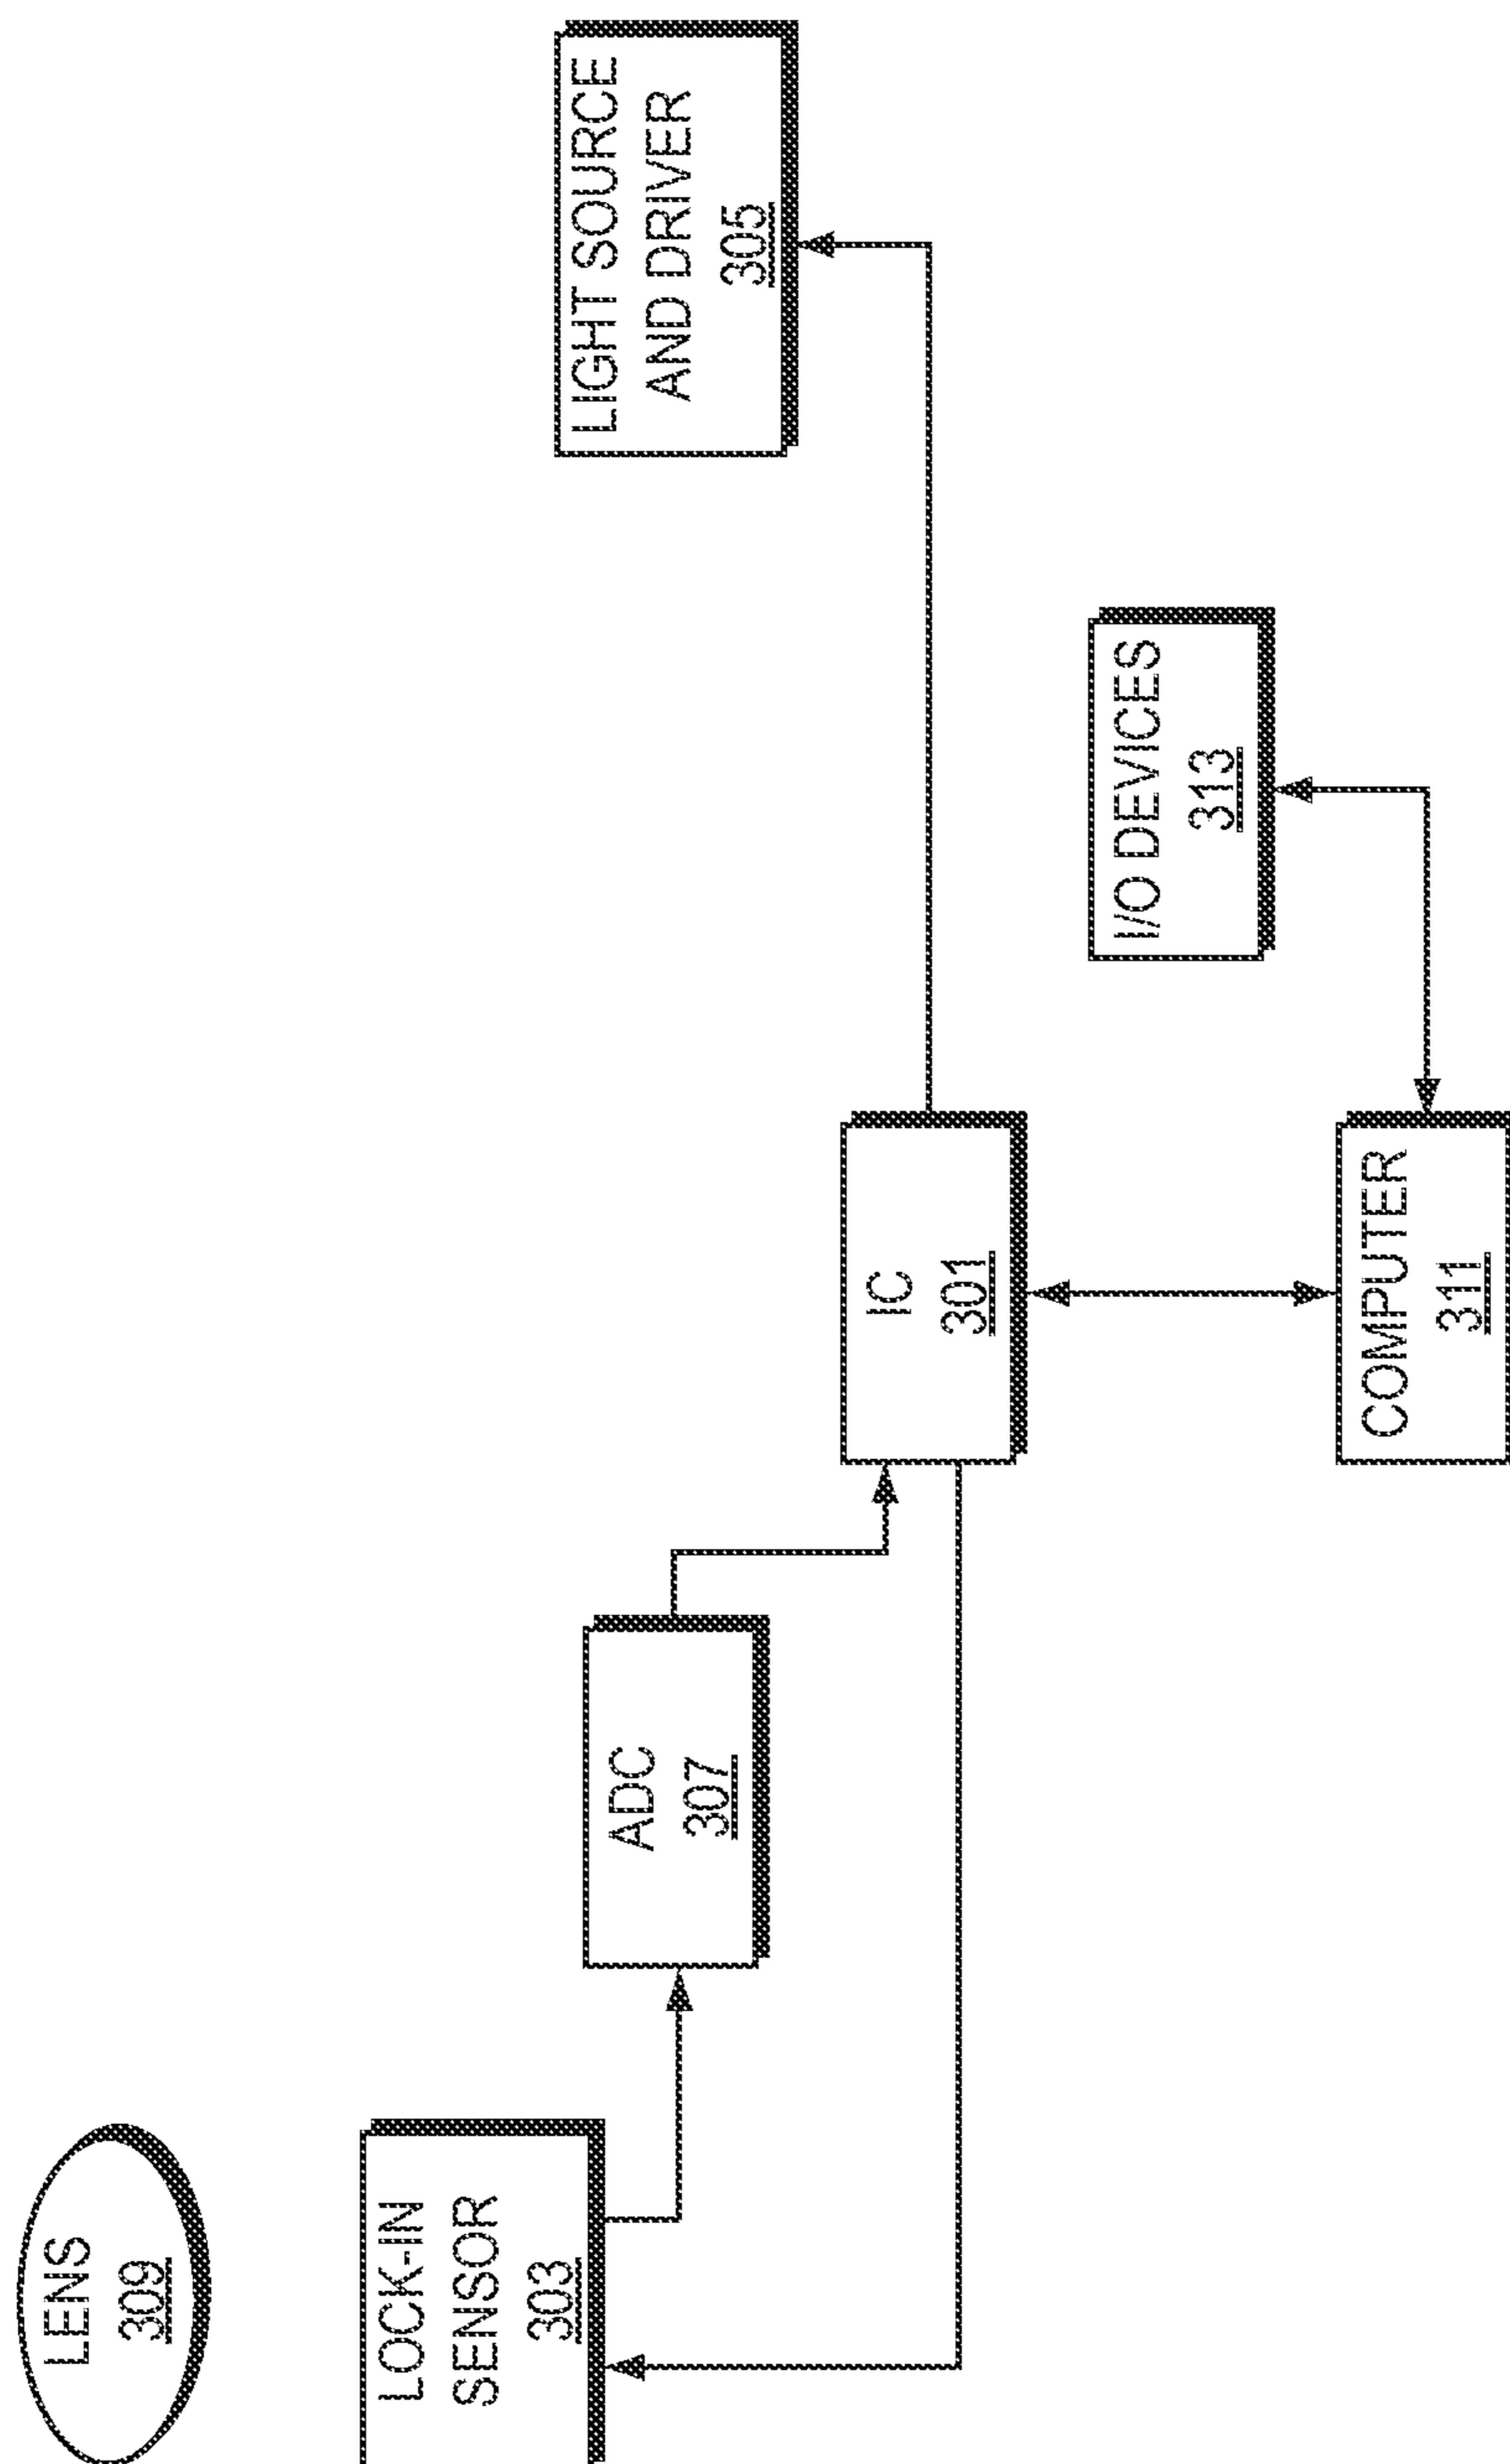 LENS
309
LOCK-IN
SENSOR
303
ADC
307
IC
301
COMPUTER
311
I/O DEVICES
313
LIGHT SOURCE
AND DRIVER
305